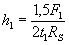 h₁ = 1,5F₁ / 2t₁Rₛ